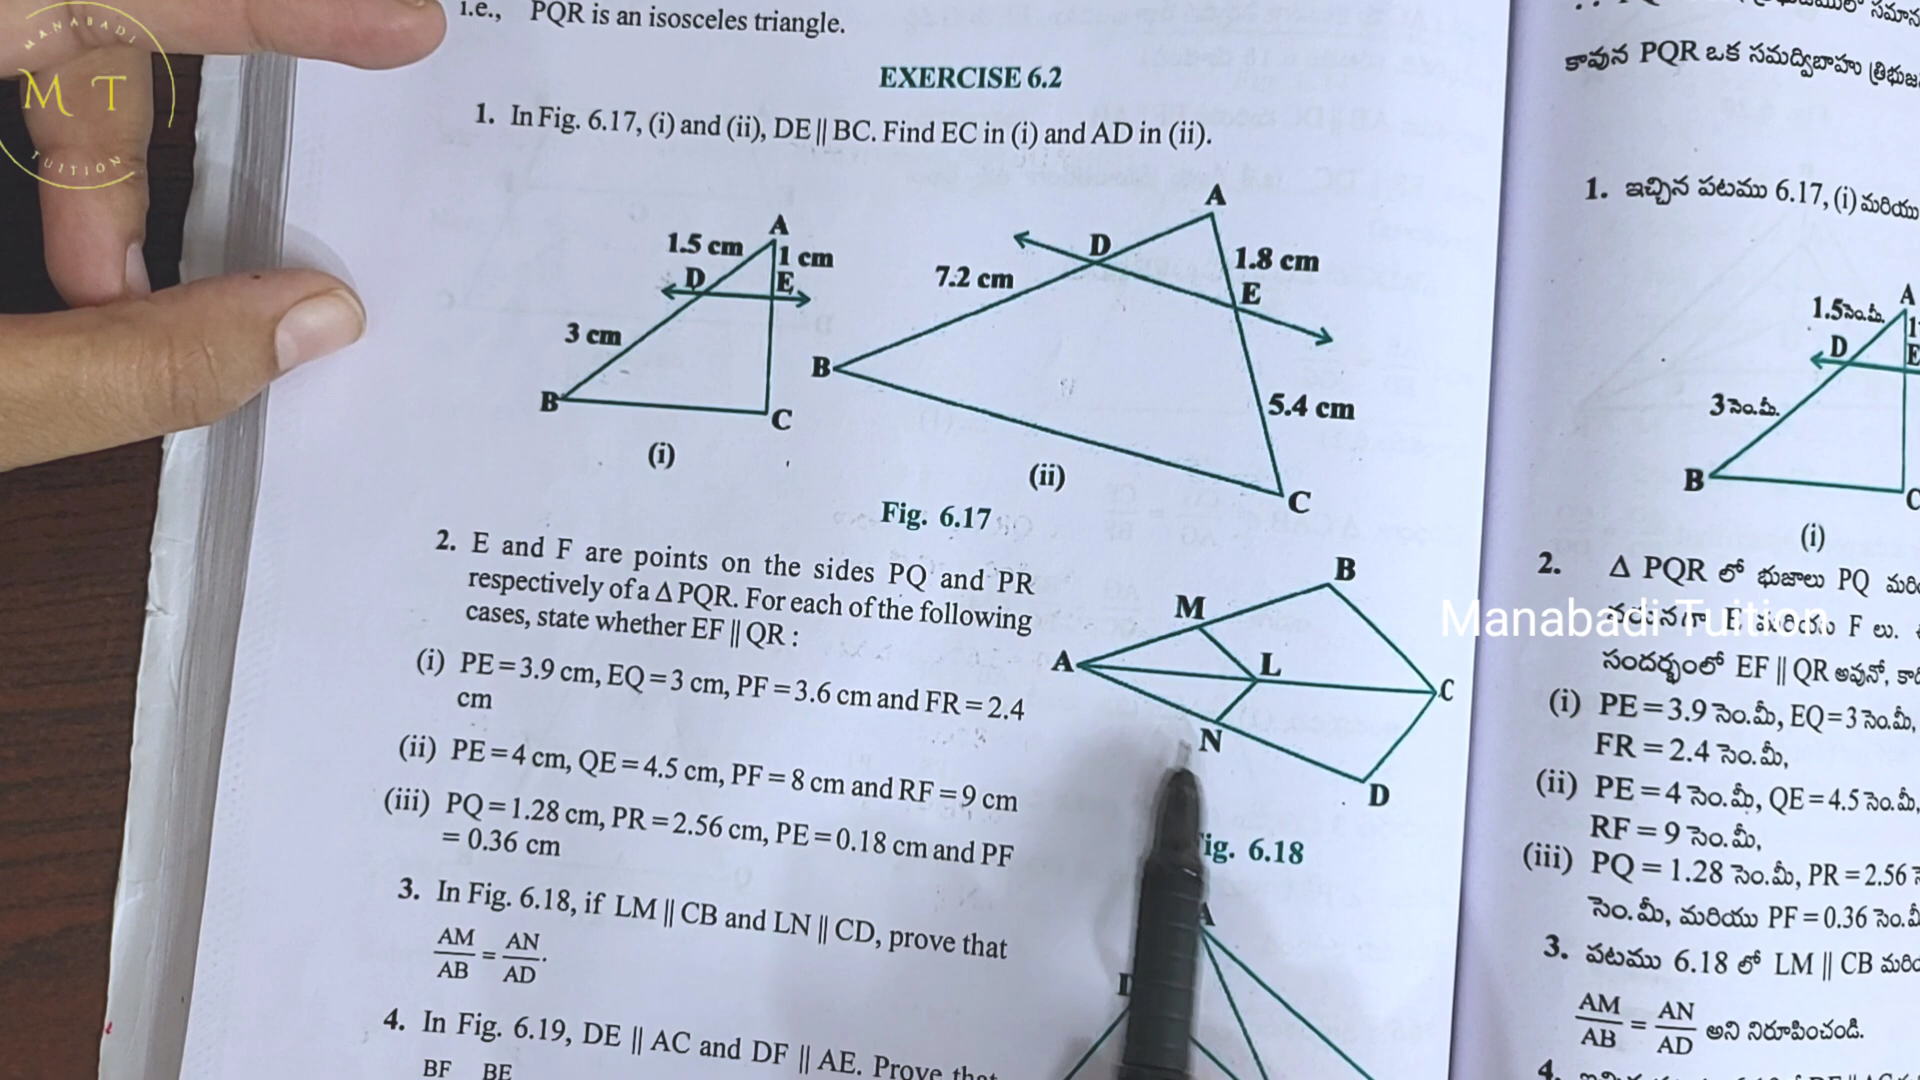 MANABADI
M T
TUITION
i.e., PQR is an isosceles triangle.
EXERCISE 6.2
1. In Fig. 6.17, (i) and (ii), DE || BC. Find EC in (i) and AD in (ii).
A
1.5 cm
1 cm
D
E
3 cm
B
C
(i)
A
D
1.8 cm
7.2 cm
E
B
5.4 cm
C
(ii)
Fig. 6.17
2. E and F are points on the sides PQ and PR
respectively of a Δ PQR. For each of the following
cases, state whether EF || QR :
(i) PE = 3.9 cm, EQ = 3 cm, PF = 3.6 cm and FR = 2.4
cm
(ii) PE = 4 cm, QE = 4.5 cm, PF = 8 cm and RF = 9 cm
(iii) PQ = 1.28 cm, PR = 2.56 cm, PE = 0.18 cm and PF
= 0.36 cm
B
M
A
L
C
N
D
ig. 6.18
3. In Fig. 6.18, if LM || CB and LN || CD, prove that
AM/AB = AN/AD.
A
4. In Fig. 6.19, DE || AC and DF || AE. Prove that
BF BE
కావున PQR ఒక సమద్విబాహు
1. ఇచ్చిన పటము 6.17, (i) మరియు
A
1.5సెం.మీ.
1
D
E
3సెం.మీ.
B
C
(i)
2. Δ PQR లో భుజాలు PQ
Manabadi Tuition
E మరియు F లు.
సందర్భంలో EF || QR అవునో,
(i) PE = 3.9 సెం.మీ, EQ = 3 సెం.మీ,
FR = 2.4 సెం.మీ,
(ii) PE = 4 సెం.మీ, QE = 4.5 సెం.మీ,
RF = 9 సెం.మీ,
(iii) PQ = 1.28 సెం.మీ, PR = 2.56
సెం.మీ, మరియు PF = 0.36 సెం.మీ
3. పటము 6.18 లో LM || CB
AM/AB = AN/AD అని నిరూపించండి.
4.